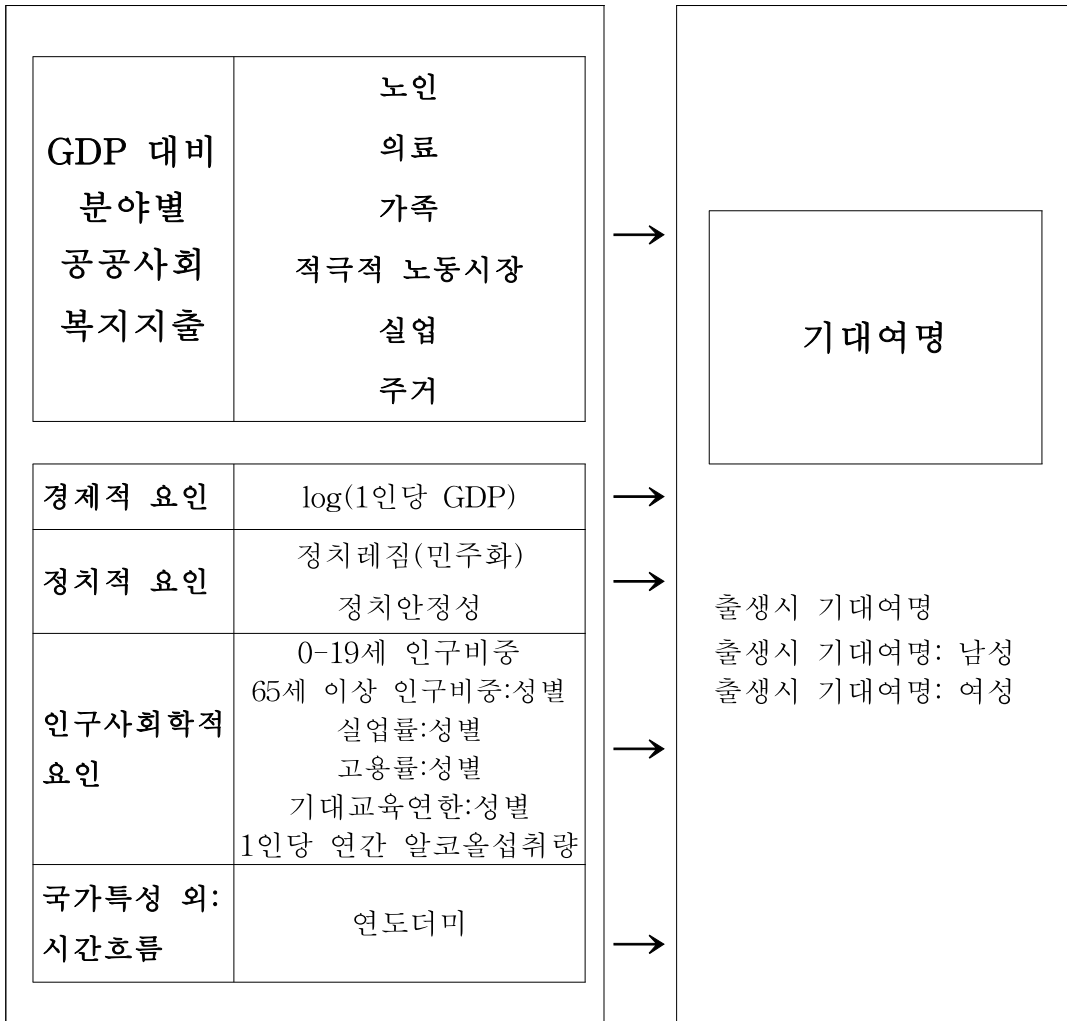 GDP 대비
분야별
공공사회
복지지출
노인
의료
가족
적극적 노동시장
실업
주거
→
기대여명
경제적 요인
log(1인당 GDP)
→
정치적 요인
정치레짐(민주화)
정치안정성
→
인구사회학적
요인
0-19세 인구비중
65세 이상 인구비중:성별
실업률:성별
고용률:성별
기대교육연한:성별
1인당 연간 알코올섭취량
→
국가특성 외:
시간흐름
연도더미
→
출생시 기대여명
출생시 기대여명: 남성
출생시 기대여명: 여성